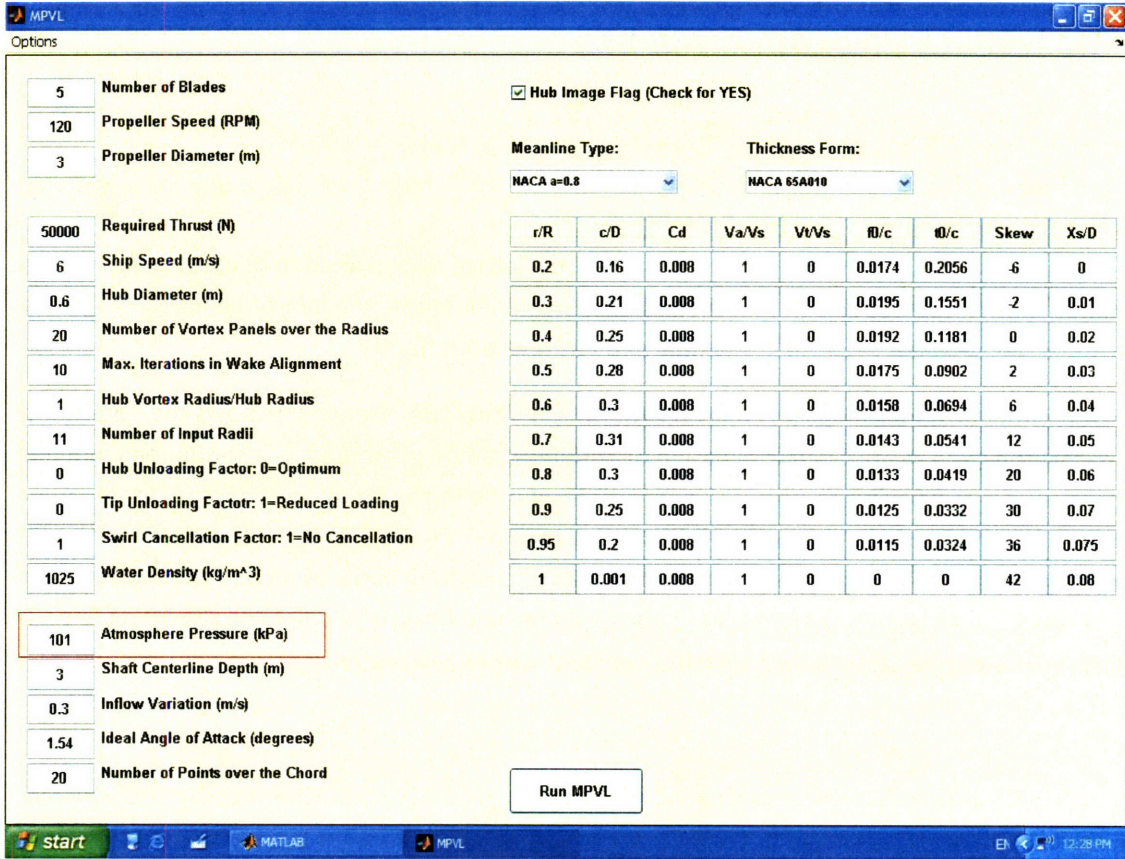 MPVL
Options
5 Number of Blades
120 Propeller Speed (RPM)
3 Propeller Diameter (m)
Hub Image Flag (Check for YES)
Meanline Type: Thickness Form:
NACA a=0.8 NACA 65A010
50000 Required Thrust (N)
6 Ship Speed (m/s)
0.6 Hub Diameter (m)
20 Number of Vortex Panels over the Radius
10 Max. Iterations in Wake Alignment
1 Hub Vortex Radius/Hub Radius
11 Number of Input Radii
0 Hub Unloading Factor: 0=Optimum
0 Tip Unloading Factotr: 1=Reduced Loading
1 Swirl Cancellation Factor: 1=No Cancellation
1025 Water Density (kg/m^3)
r/R c/D Cd Va/Vs Vt/Vs f0/c t0/c Skew Xs/D
0.2 0.16 0.008 1 0 0.0174 0.2056 -6 0
0.3 0.21 0.008 1 0 0.0195 0.1551 -2 0.01
0.4 0.25 0.008 1 0 0.0192 0.1181 0 0.02
0.5 0.28 0.008 1 0 0.0175 0.0902 2 0.03
0.6 0.3 0.008 1 0 0.0158 0.0694 6 0.04
0.7 0.31 0.008 1 0 0.0143 0.0541 12 0.05
0.8 0.3 0.008 1 0 0.0133 0.0419 20 0.06
0.9 0.25 0.008 1 0 0.0125 0.0332 30 0.07
0.95 0.2 0.008 1 0 0.0115 0.0324 36 0.075
1 0.001 0.008 1 0 0 0 42 0.08
101 Atmosphere Pressure (kPa)
3 Shaft Centerline Depth (m)
0.3 Inflow Variation (m/s)
1.54 Ideal Angle of Attack (degrees)
20 Number of Points over the Chord
Run MPVL
start MATLAB MPVL EN 12:28 PM